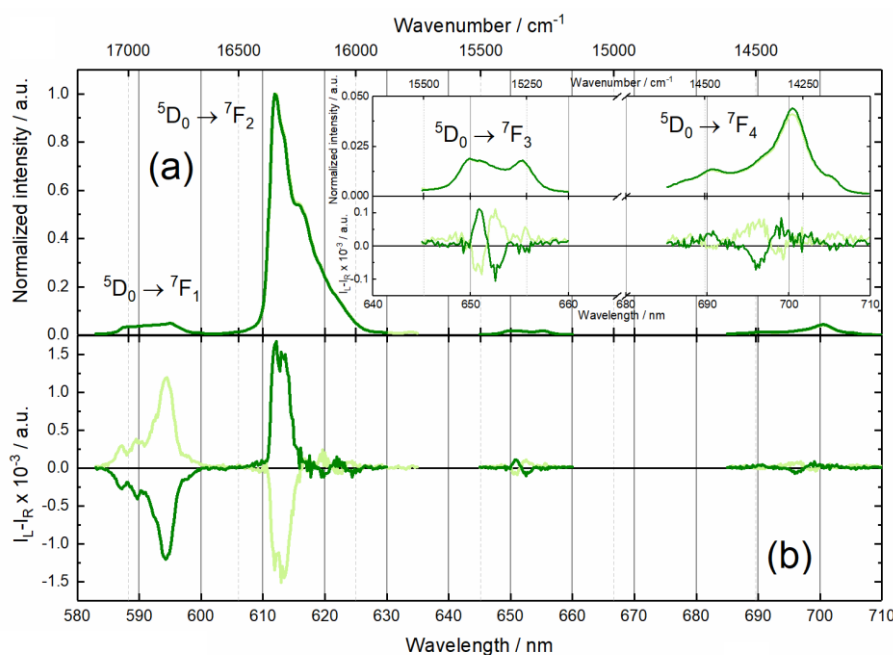 Wavenumber / cm⁻¹
17000 16500 16000 15500 15000 14500
Normalized intensity / a.u.
1.0
0.8
0.6
0.4
0.2
0.0
⁵D₀ → ⁷F₂
(a)
⁵D₀ → ⁷F₁
15500 15250 Wavenumber / cm⁻¹ 14500 14250
Normalized intensity / a.u.
0.050
0.025
0.000
⁵D₀ → ⁷F₃
⁵D₀ → ⁷F₄
I_L-I_R x 10⁻³ / a.u.
0.1
0.0
-0.1
640 650 660 680 690 700 710
Wavelength / nm
I_L-I_R x 10⁻³ / a.u.
1.5
1.0
0.5
0.0
-0.5
-1.0
-1.5
(b)
580 590 600 610 620 630 640 650 660 670 680 690 700 710
Wavelength / nm